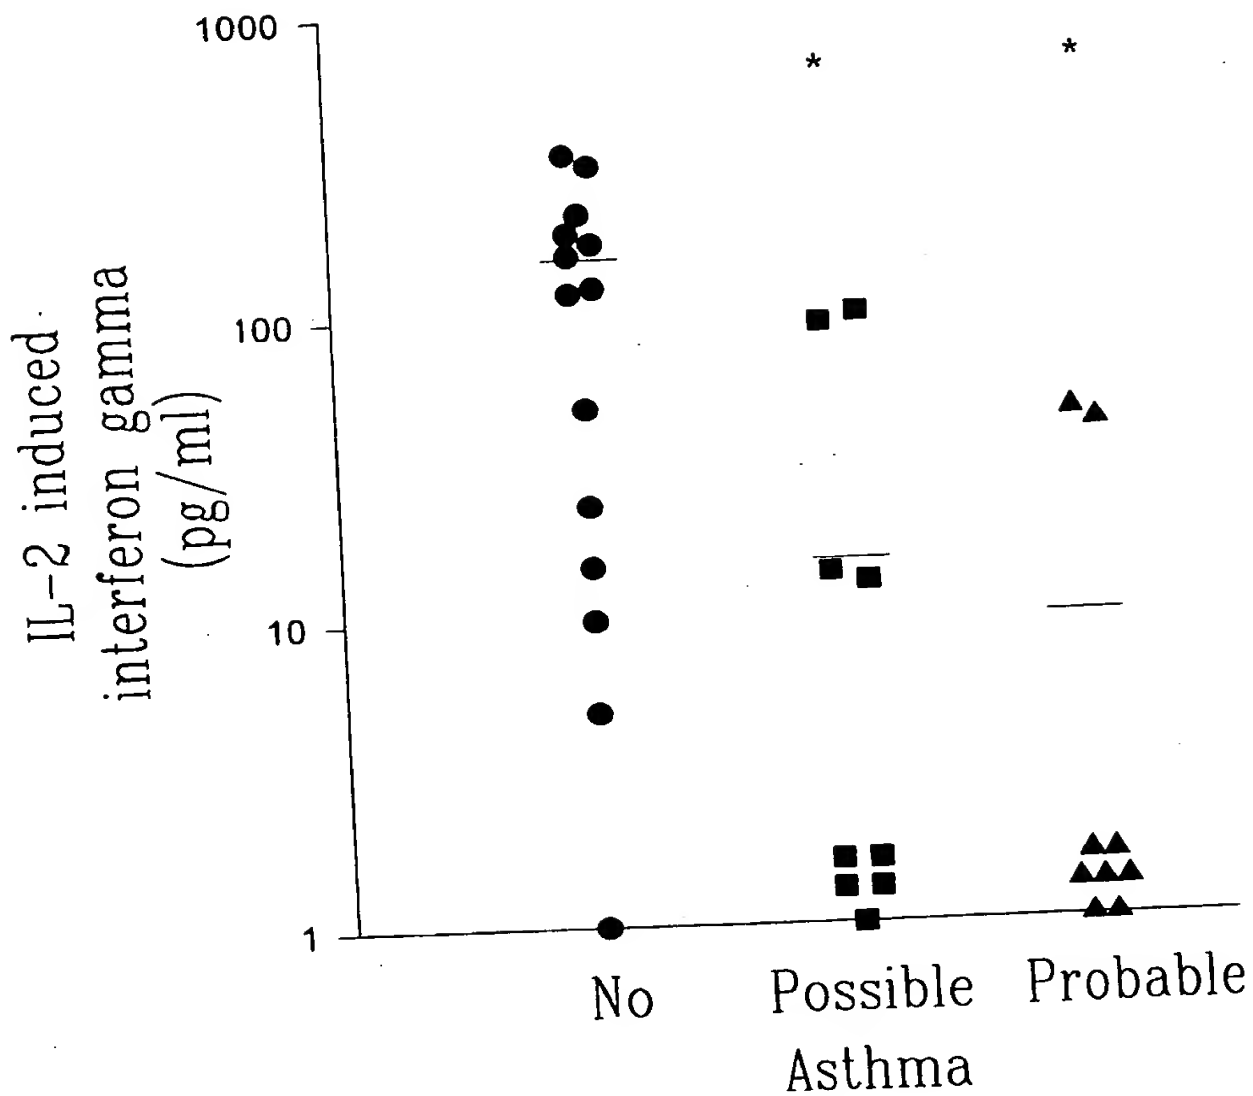 1000
*
*
IL-2 induced
interferon gamma
(pg/ml)
100
10
1
No
Possible
Probable
Asthma